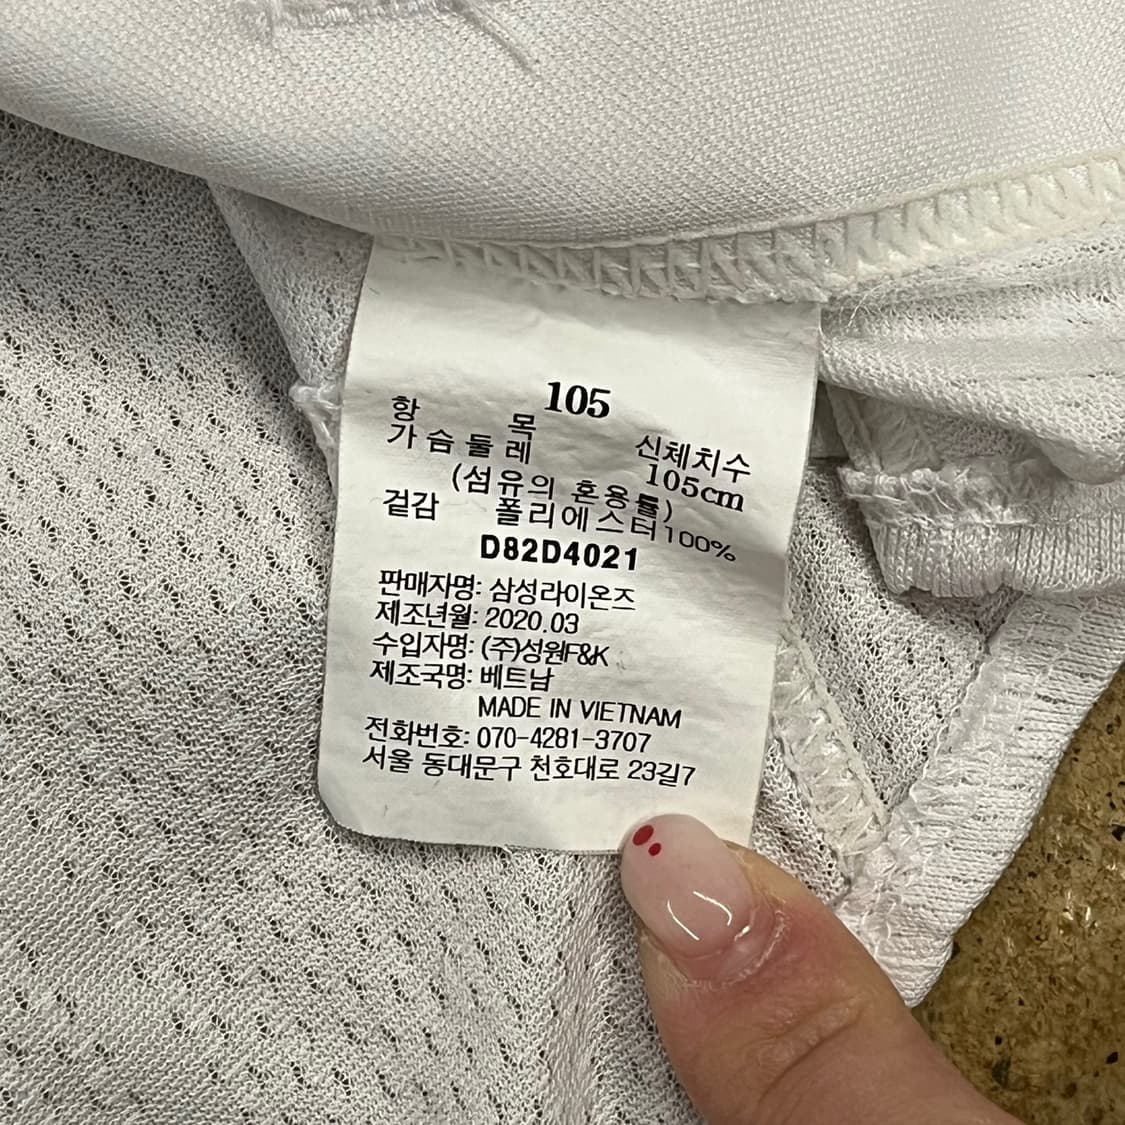 105
항 목 신체치수
가슴둘레 105cm
(섬유의 혼용률)
겉감 폴리에스터100%
D82D4021
판매자명: 삼성라이온즈
제조년월: 2020.03
수입자명: (주)성원F&K
제조국명: 베트남
MADE IN VIETNAM
전화번호: 070-4281-3707
서울 동대문구 천호대로 23길7